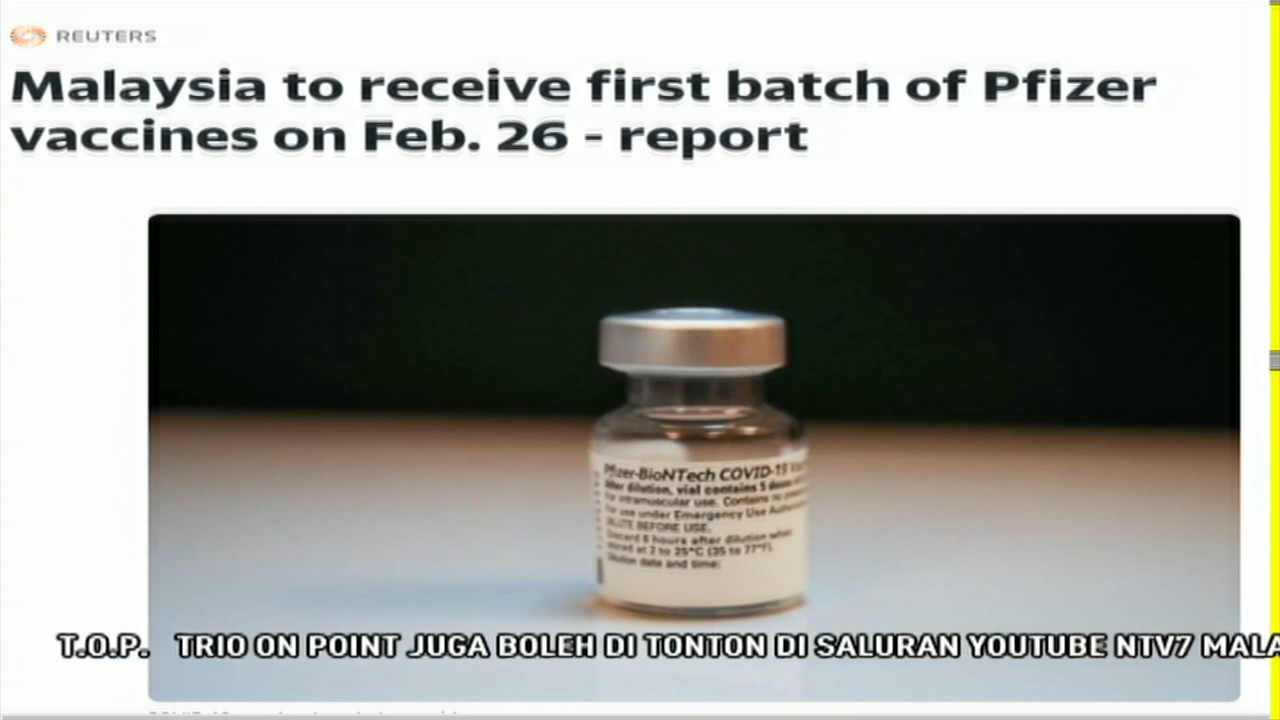 REUTERS
Malaysia to receive first batch of Pfizer
vaccines on Feb. 26 - report
Pfizer-BioNTech COVID-19
After dilution, vial contains 5 doses
For intramuscular use. Contains no
For use under Emergency Use
DILUTE BEFORE USE.
Discard 6 hours after dilution when
stored at 2 to 25°C (35 to 77°F).
Dilution date and time:
T.O.P. TRIO ON POINT JUGA BOLEH DI TONTON DI SALURAN YOUTUBE NTV7 MALA